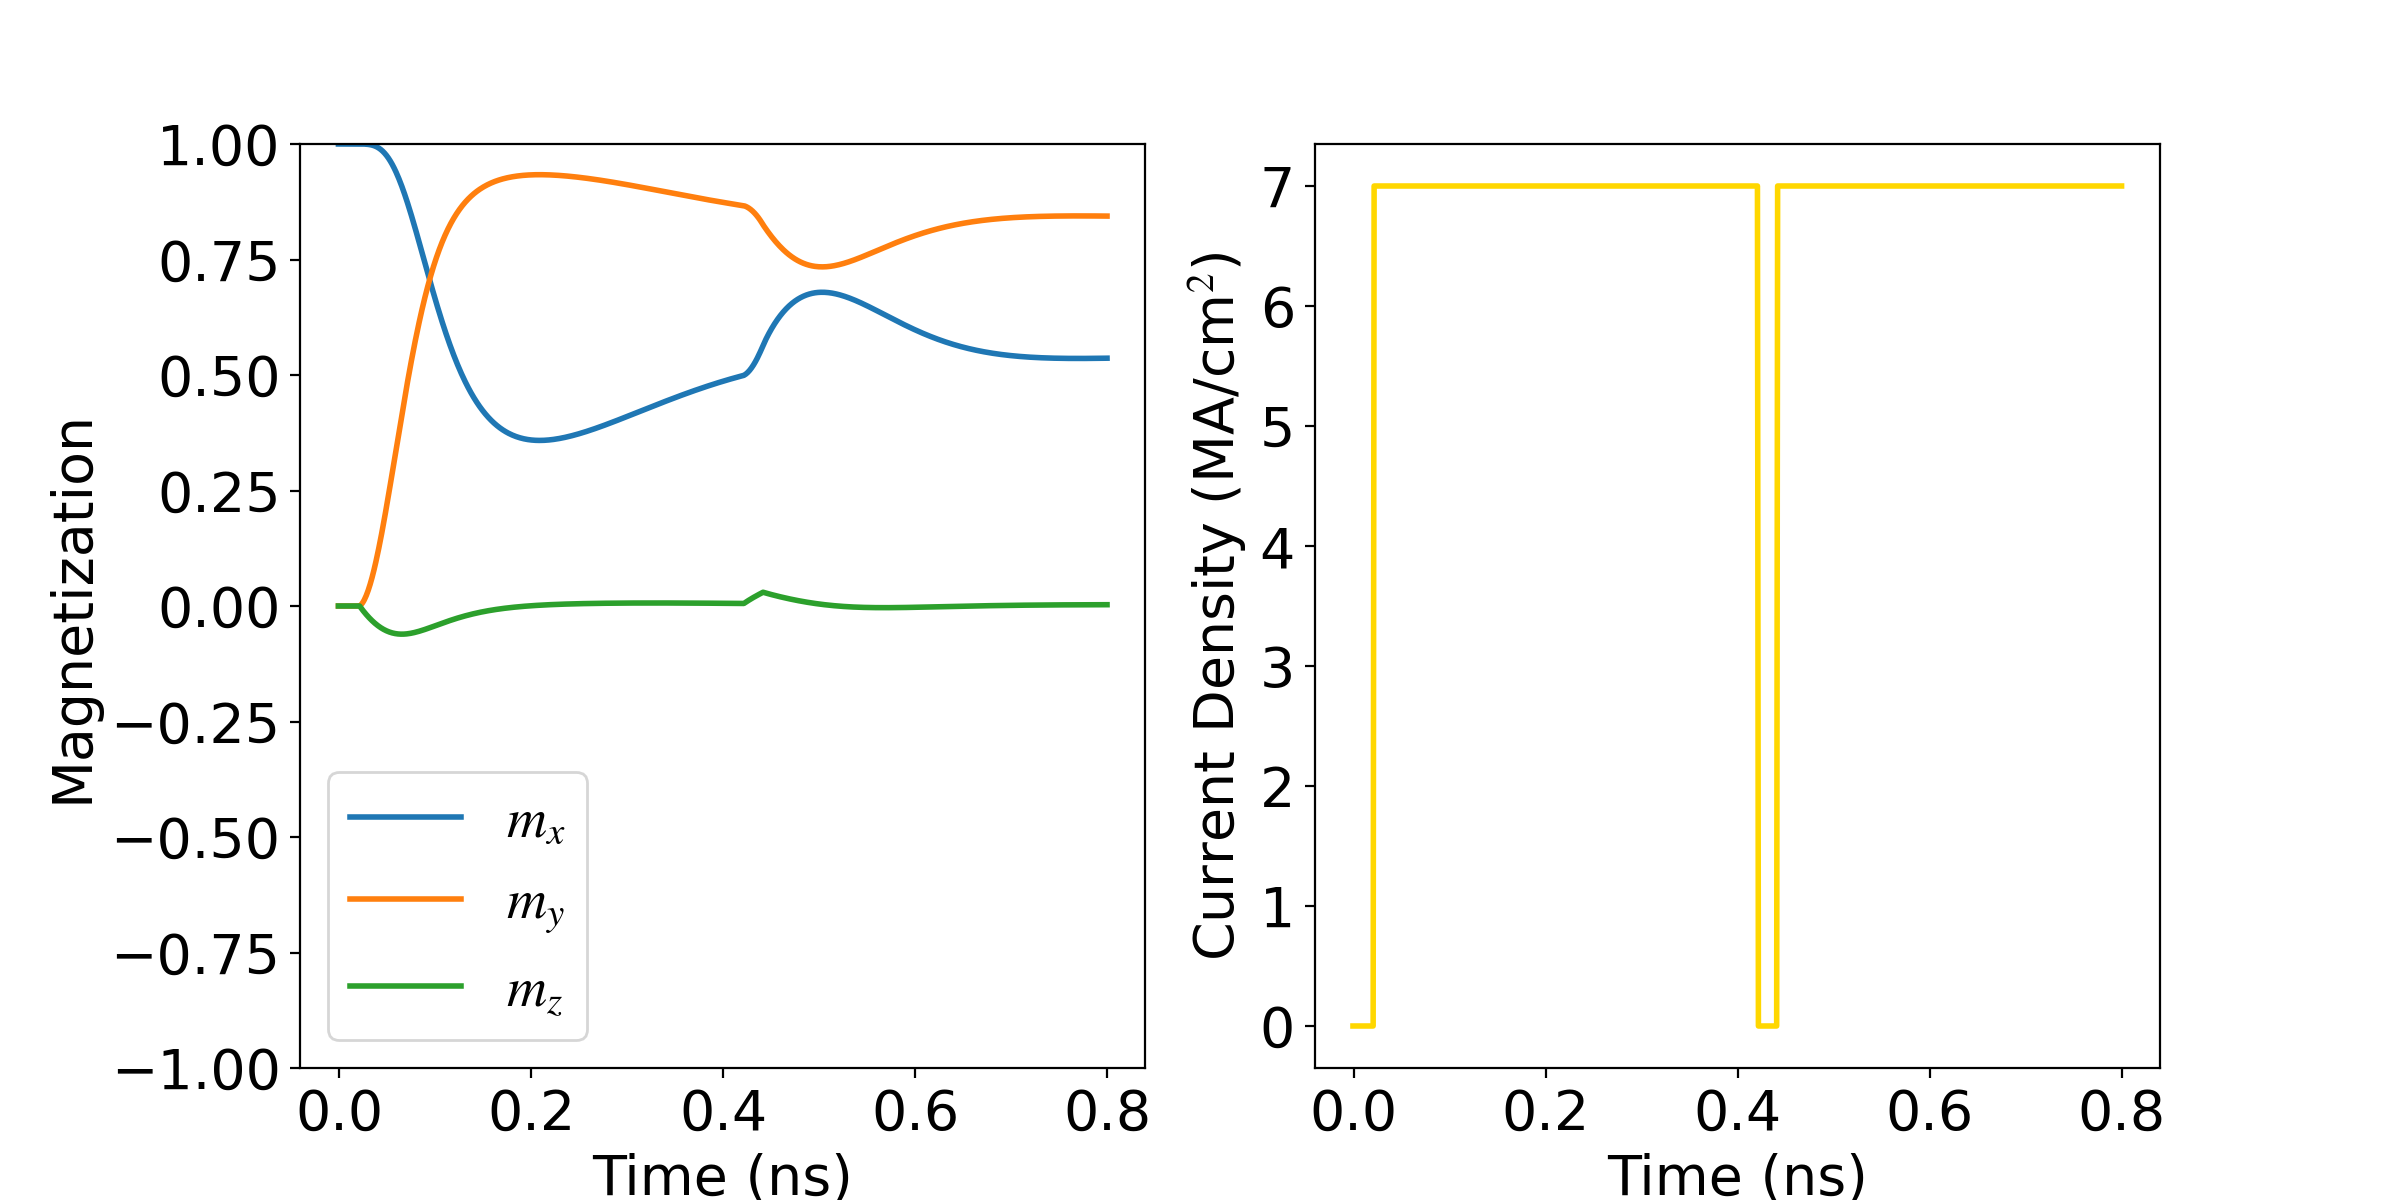 1.00
0.75
0.50
0.25
0.00
−0.25
−0.50
−0.75
−1.00
Magnetization
m_x
m_y
m_z
0.0 0.2 0.4 0.6 0.8
Time (ns)
7
6
5
4
3
2
1
0
Current Density (MA/cm²)
0.0 0.2 0.4 0.6 0.8
Time (ns)